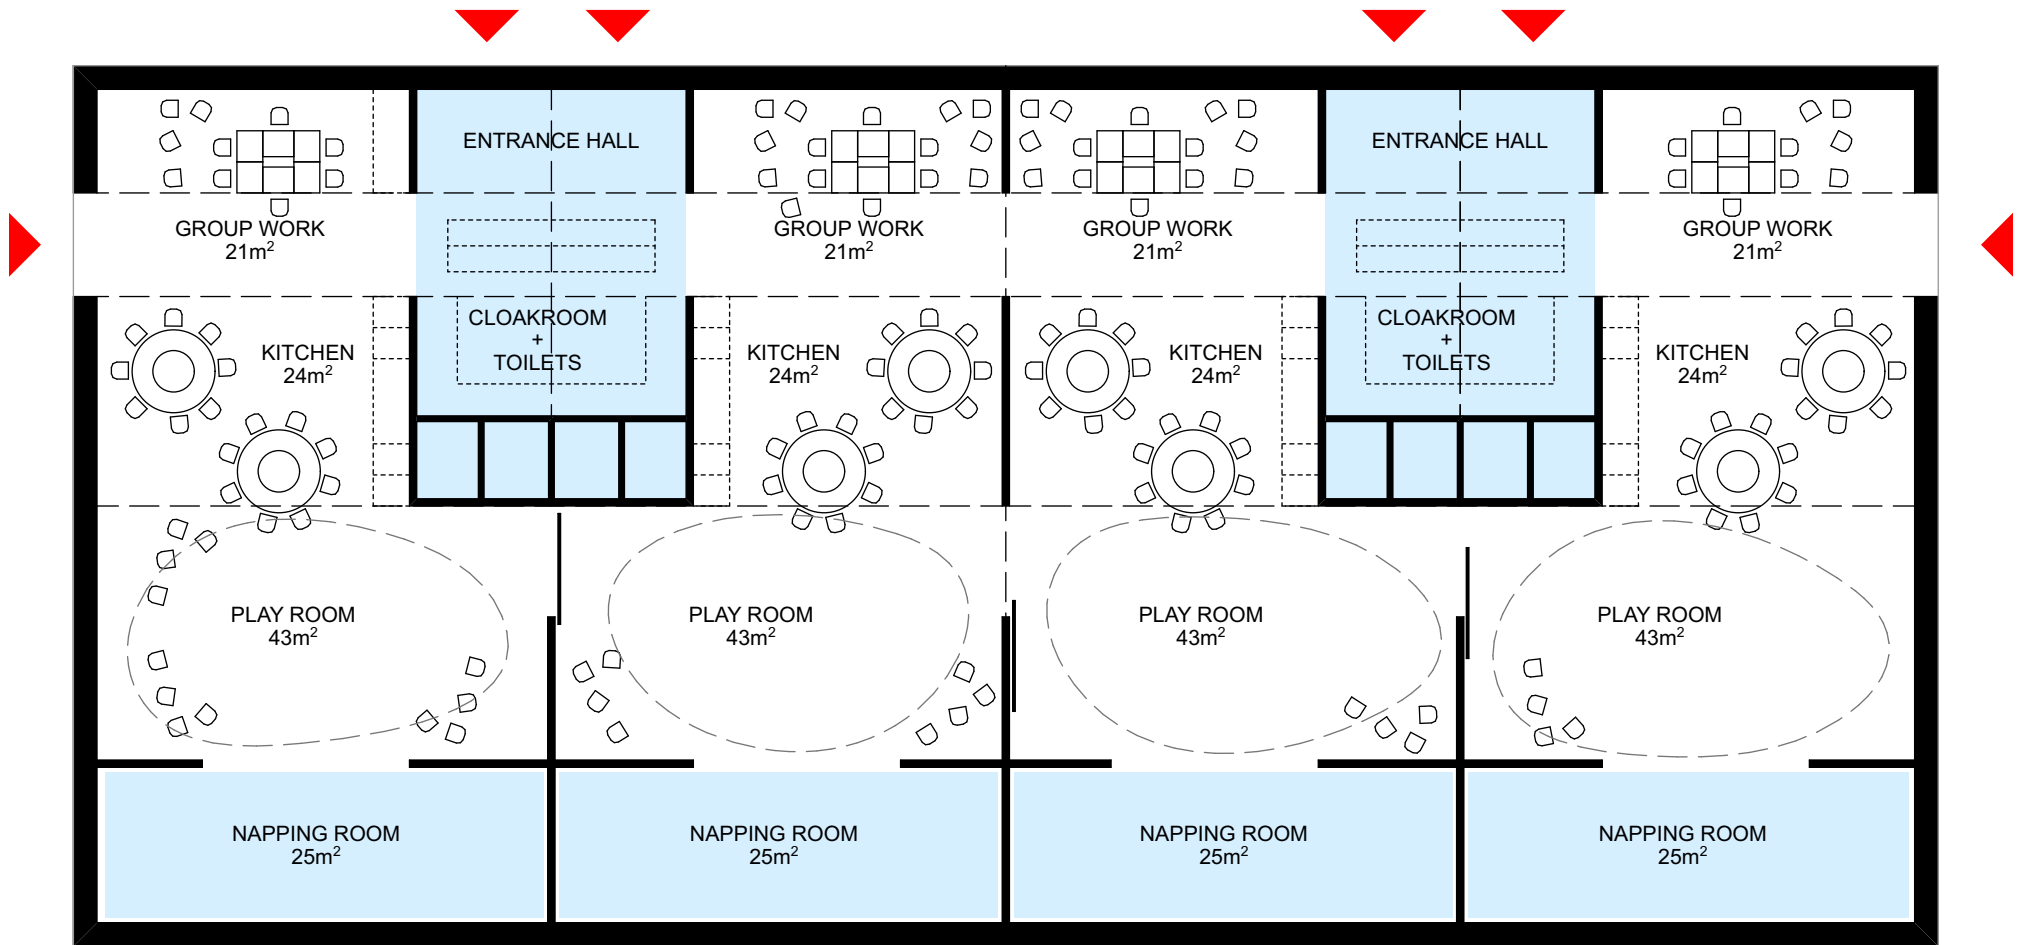 ENTRANCE HALL
ENTRANCE HALL
GROUP WORK
21m²
GROUP WORK
21m²
GROUP WORK
21m²
GROUP WORK
21m²
CLOAKROOM
+
TOILETS
CLOAKROOM
+
TOILETS
KITCHEN
24m²
KITCHEN
24m²
KITCHEN
24m²
KITCHEN
24m²
PLAY ROOM
43m²
PLAY ROOM
43m²
PLAY ROOM
43m²
PLAY ROOM
43m²
NAPPING ROOM
25m²
NAPPING ROOM
25m²
NAPPING ROOM
25m²
NAPPING ROOM
25m²